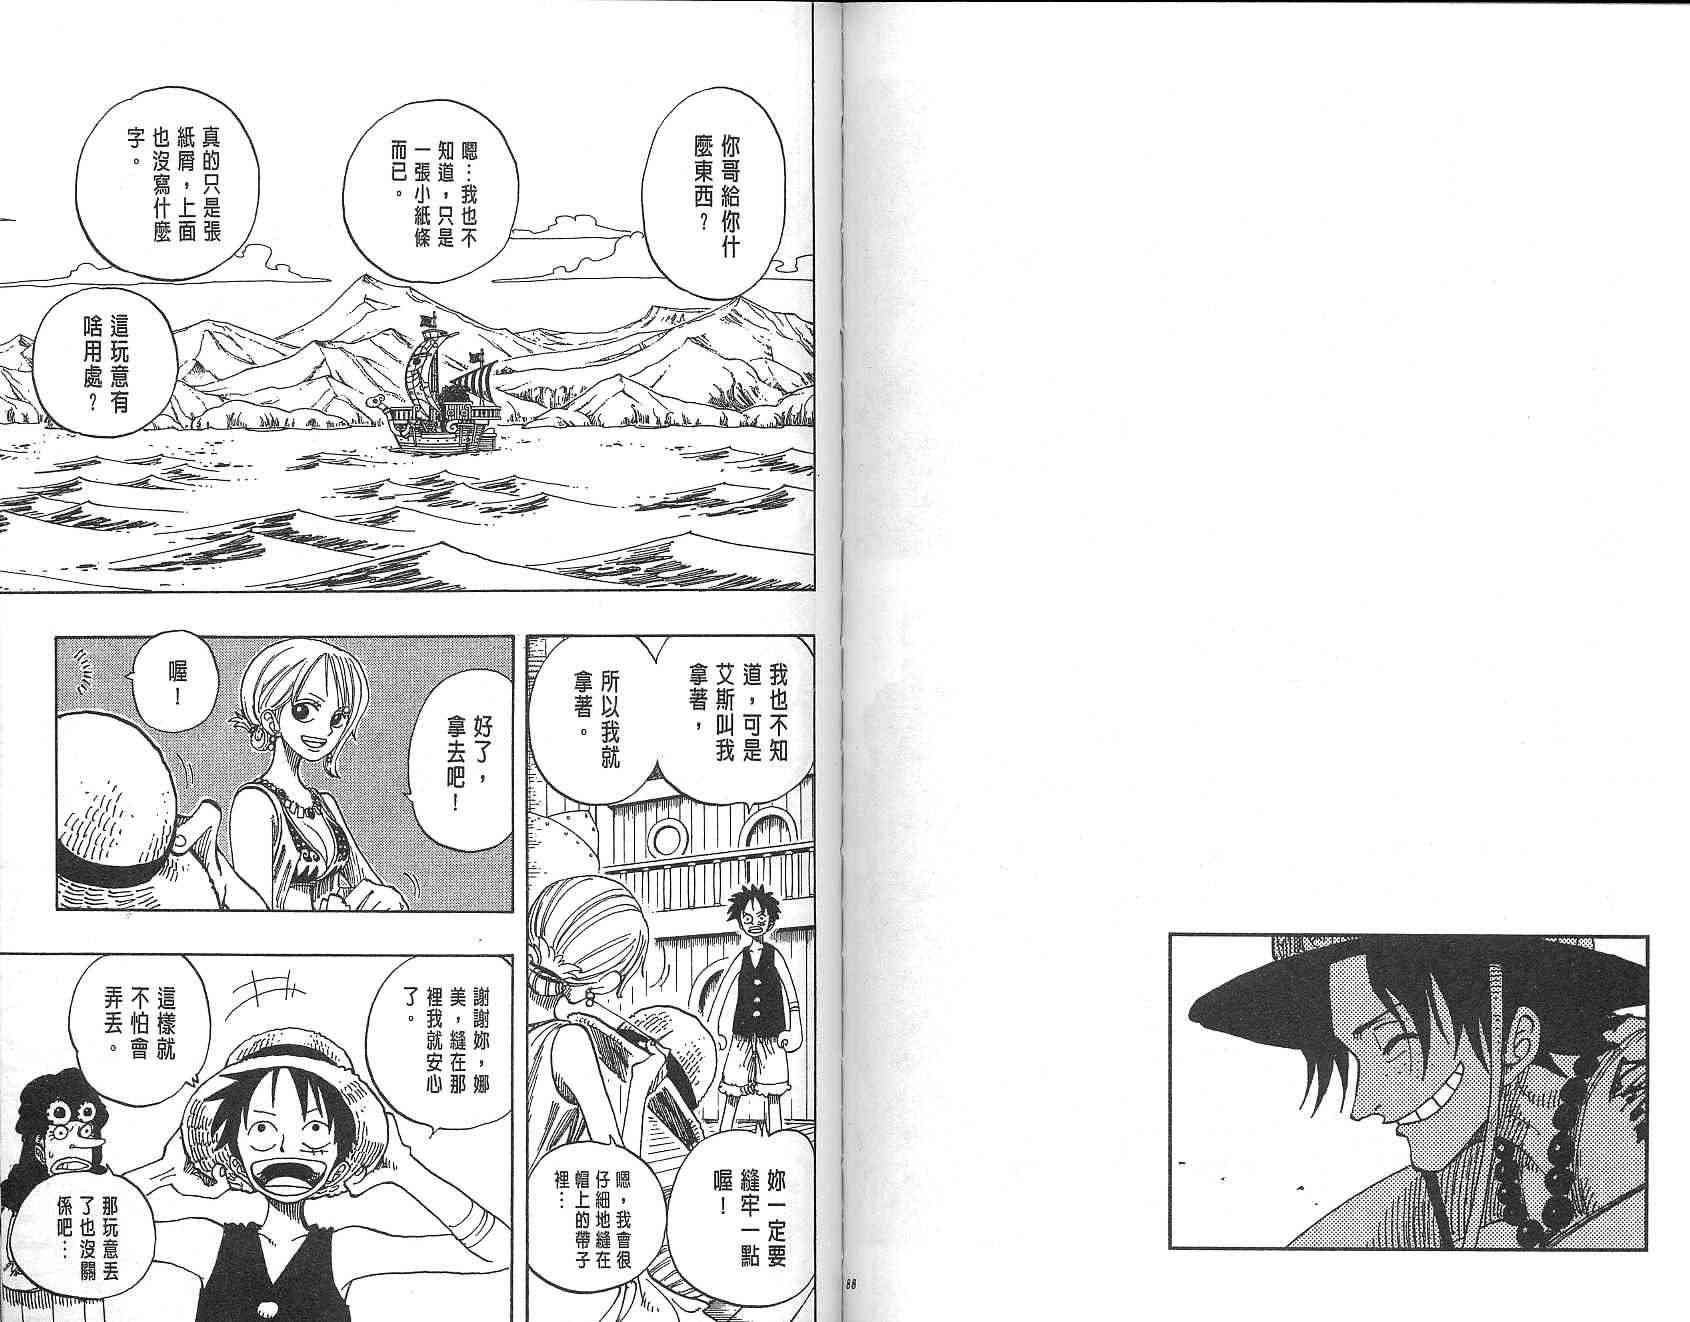 你哥給你什
麼東西？
嗯…我也不
知道，只是
一張小紙條
而已。
真的只是張
紙屑，上面
也沒寫什麼
字。
這玩意有
啥用處？
我也不知
道，可是
艾斯叫我
拿著，
所以我就
拿著。
妳一定要
縫牢一點
喔！
嗯，我會很
仔細地縫在
帽上的帶子
裡…
好了，
拿去吧！
喔！
謝謝妳，娜
美，縫在那
裡我就安心
了。
這樣就
不怕會
弄丟。
那玩意丟
了也沒關
係吧…
88